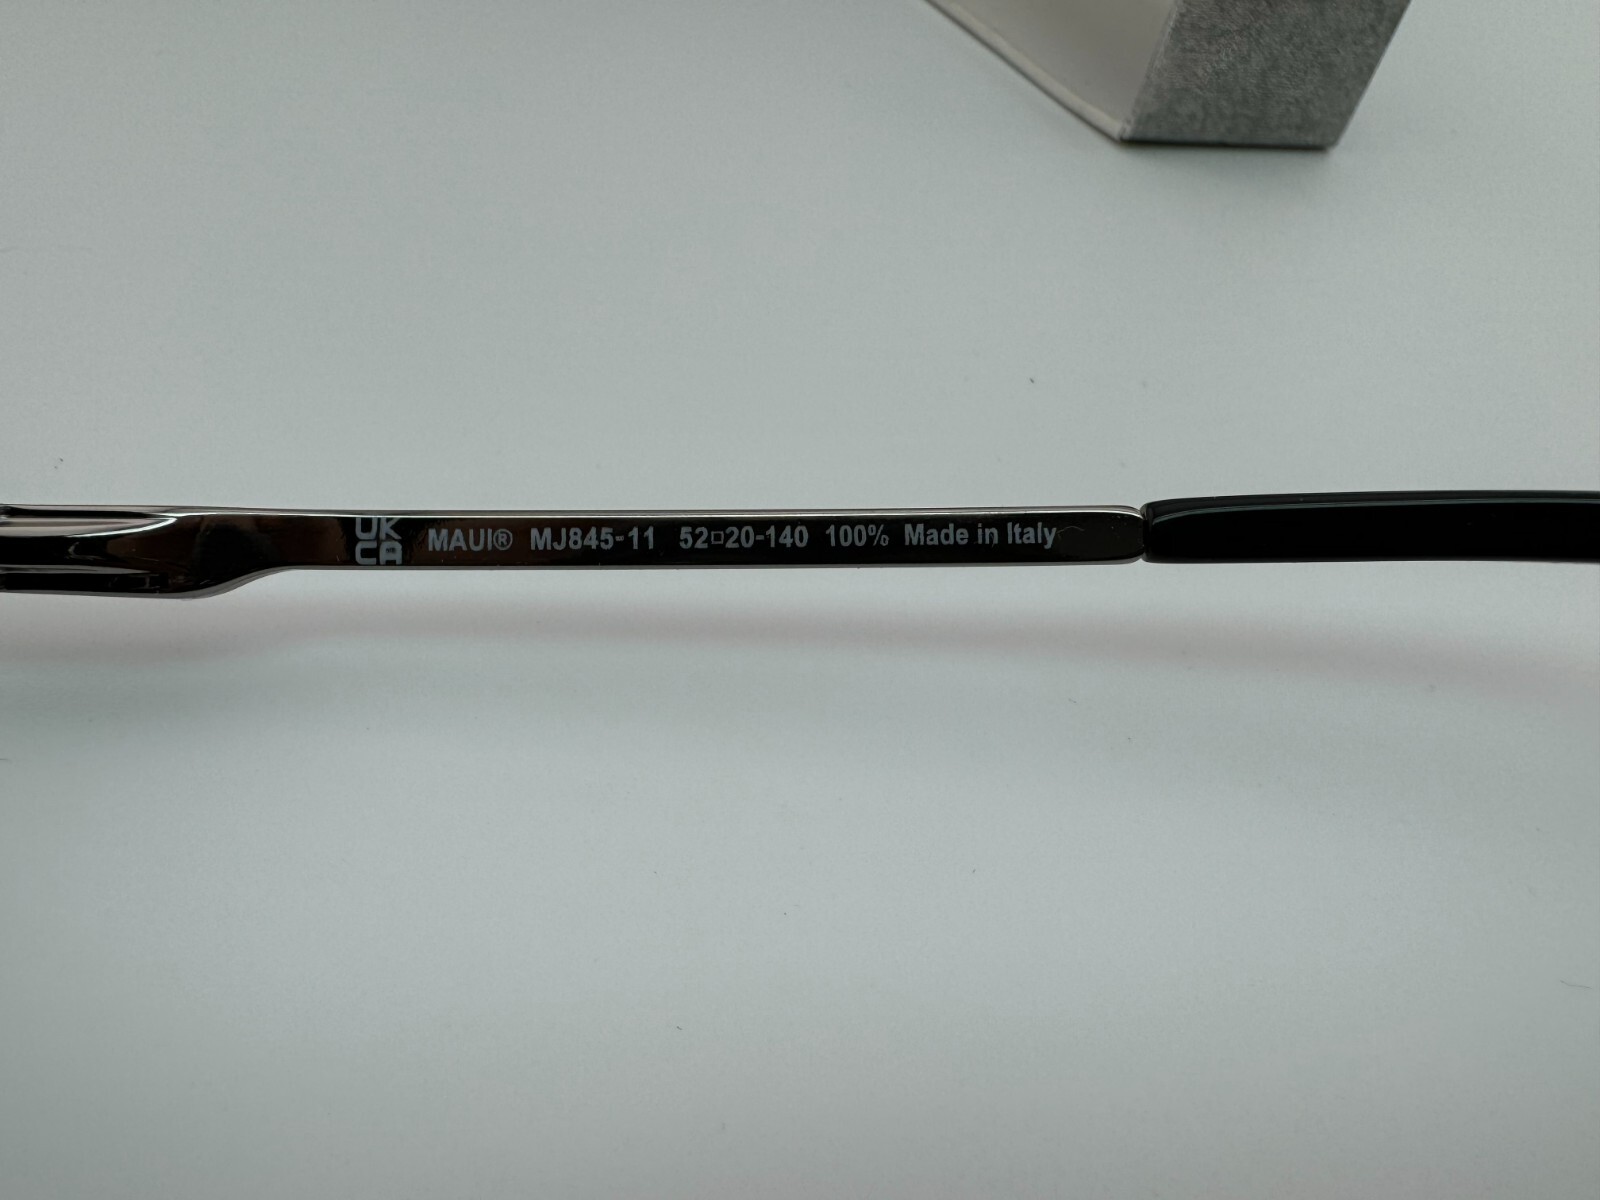 UK
CA
MAUI® MJ845-11 52□20-140 100% Made in Italy